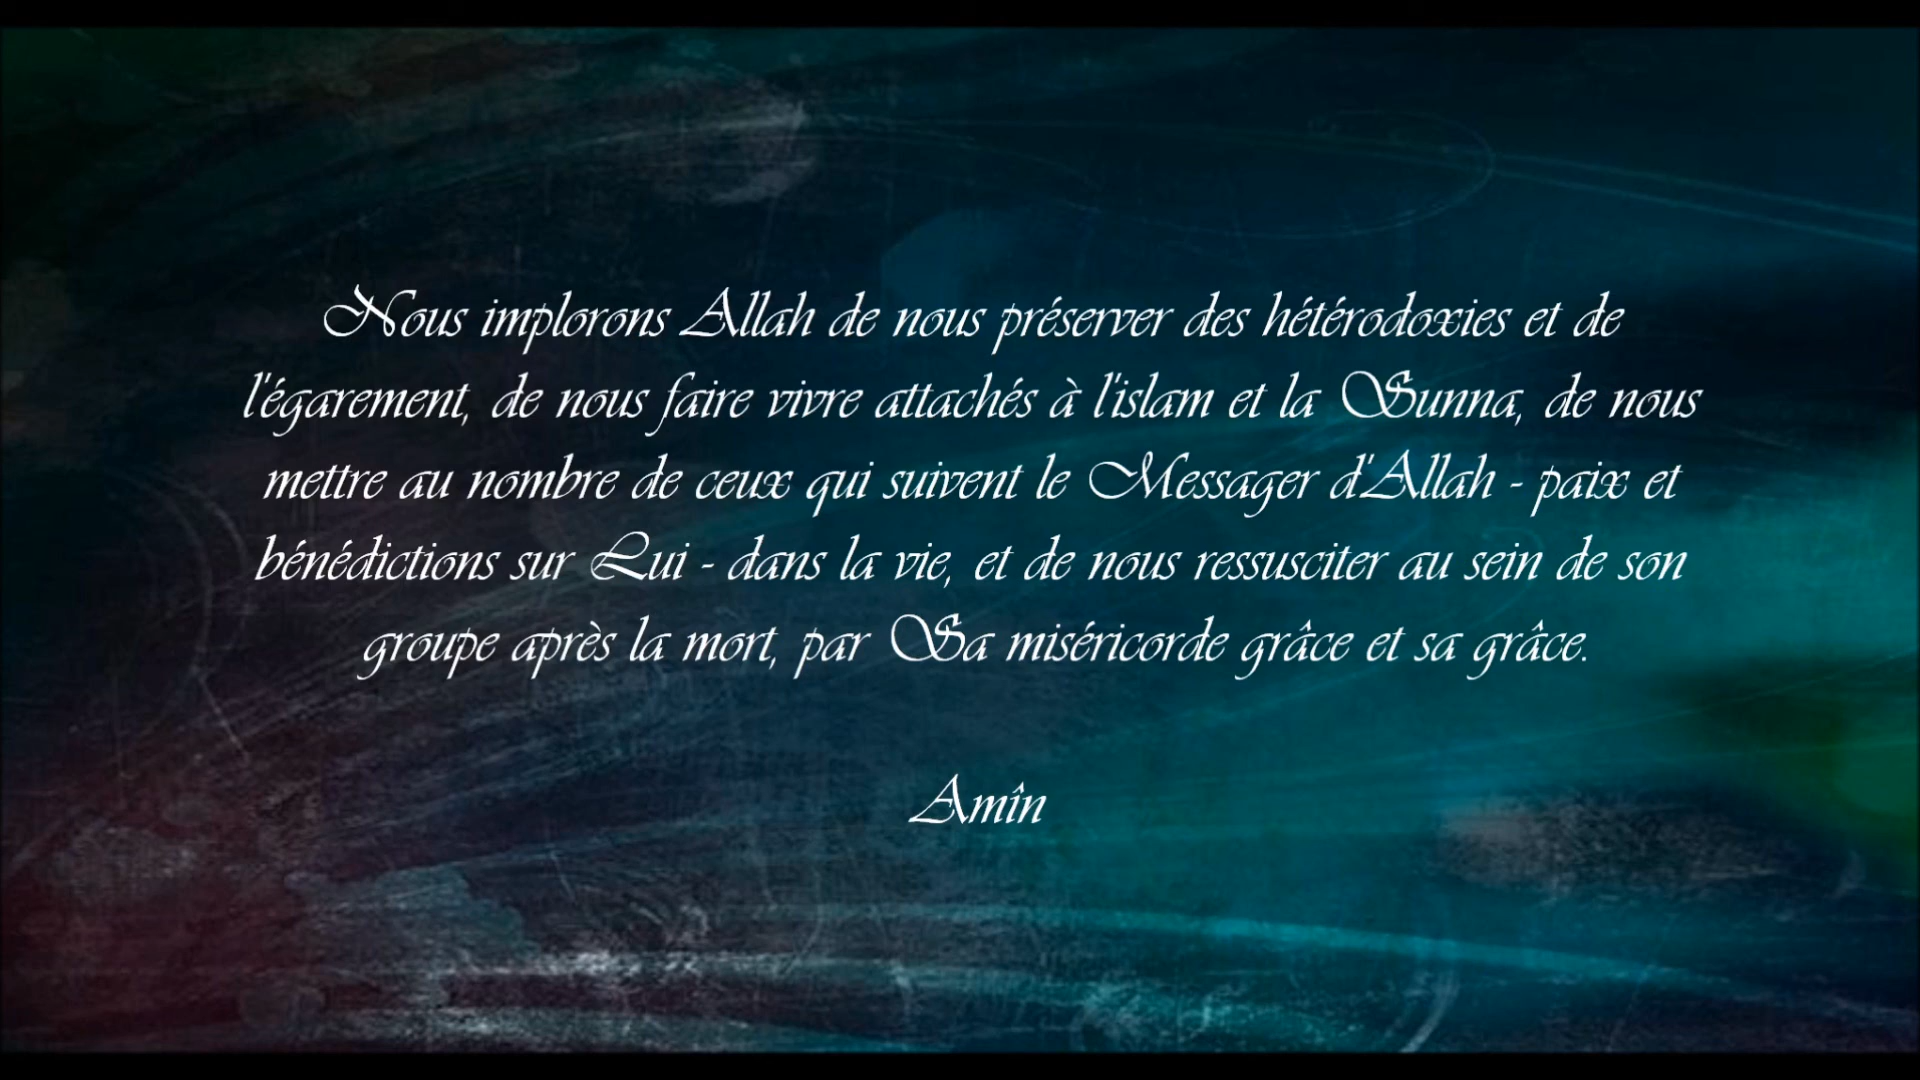 Nous implorons Allah de nous préserver des hétérodoxies et de
l'égarement, de nous faire vivre attachés à l'islam et la Sunna, de nous
mettre au nombre de ceux qui suivent le Messager d'Allah - paix et
bénédictions sur Lui - dans la vie, et de nous ressusciter au sein de son
groupe après la mort, par Sa miséricorde grâce et sa grâce.
Amîn